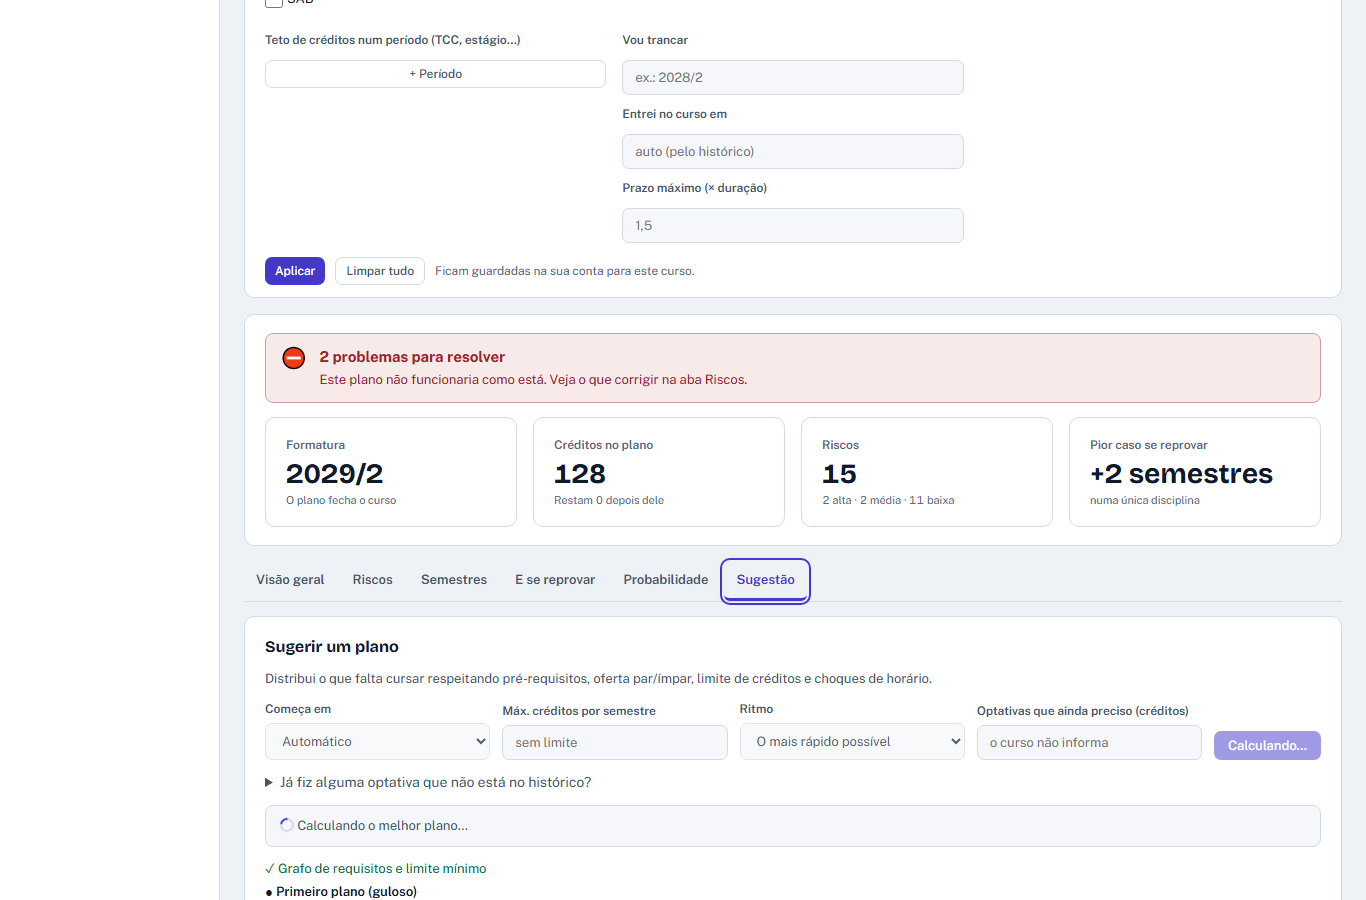 Teto de créditos num período (TCC, estágio...)
+ Período
Vou trancar
ex.: 2028/2
Entrei no curso em
auto (pelo histórico)
Prazo máximo (× duração)
1,5
Aplicar
Limpar tudo
Ficam guardadas na sua conta para este curso.
2 problemas para resolver
Este plano não funcionaria como está. Veja o que corrigir na aba Riscos.
Formatura
2029/2
O plano fecha o curso
Créditos no plano
128
Restam 0 depois dele
Riscos
15
2 alta · 2 média · 11 baixa
Pior caso se reprovar
+2 semestres
numa única disciplina
Visão geral
Riscos
Semestres
E se reprovar
Probabilidade
Sugestão
Sugerir um plano
Distribui o que falta cursar respeitando pré-requisitos, oferta par/ímpar, limite de créditos e choques de horário.
Começa em
Automático
Máx. créditos por semestre
sem limite
Ritmo
O mais rápido possível
Optativas que ainda preciso (créditos)
o curso não informa
Calculando...
▶ Já fiz alguma optativa que não está no histórico?
Calculando o melhor plano...
✓ Grafo de requisitos e limite mínimo
● Primeiro plano (guloso)